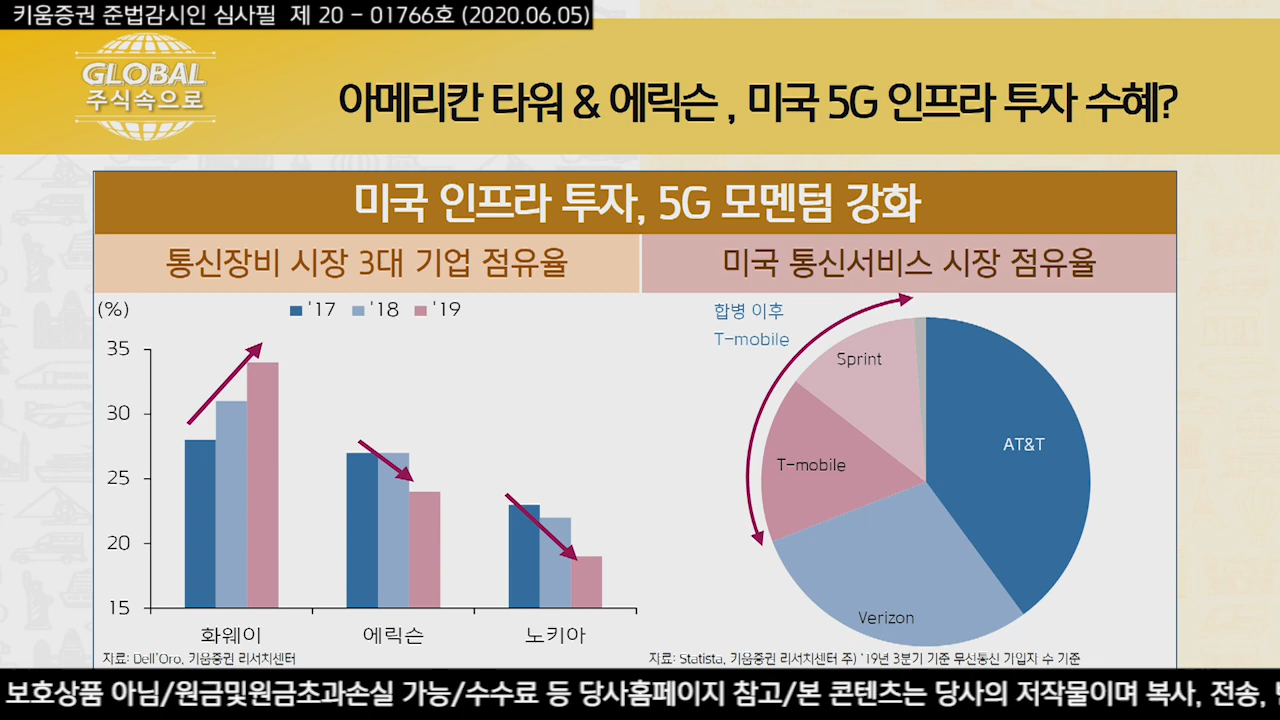 키움증권 준법감시인 심사필 제 20 - 01766호 (2020.06.05)
GLOBAL
주식속으로
아메리칸 타워 & 에릭슨 , 미국 5G 인프라 투자 수혜?
미국 인프라 투자, 5G 모멘텀 강화
통신장비 시장 3대 기업 점유율
미국 통신서비스 시장 점유율
(%)
'17 '18 '19
35
30
25
20
15
화웨이 에릭슨 노키아
자료: Dell'Oro, 키움증권 리서치센터
합병 이후
T-mobile
Sprint
AT&T
T-mobile
Verizon
자료: Statista, 키움증권 리서치센터 주) '19년 3분기 기준 무선통신 가입자 수 기준
보호상품 아님/원금및원금초과손실 가능/수수료 등 당사홈페이지 참고/본 콘텐츠는 당사의 저작물이며 복사, 전송,